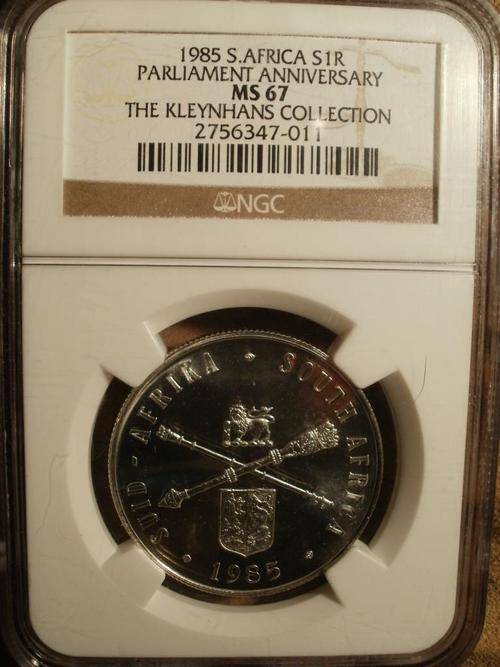 1985 S.AFRICA S1R
PARLIAMENT ANNIVERSARY
MS 67
THE KLEYNHANS COLLECTION
2756347-011
NGC
SUID - AFRIKA • SOUTH AFRICA
• 1985 •